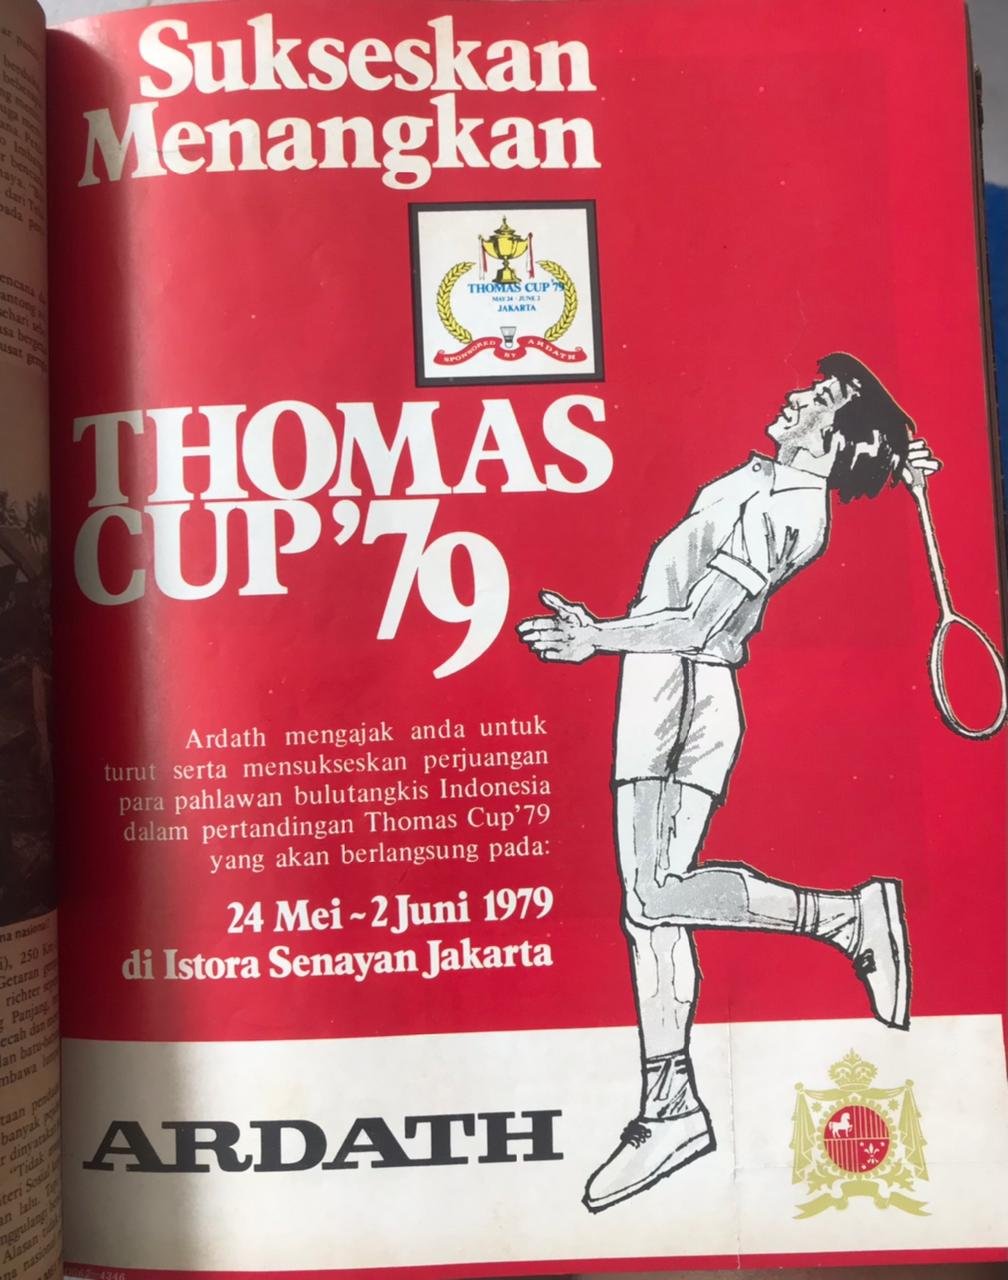 Sukseskan
Menangkan
THOMAS CUP '79
MAY 24 - JUNE 2
JAKARTA
SPONSORED BY ARDATH
THOMAS
CUP '79
Ardath mengajak anda untuk
turut serta mensukseskan perjuangan
para pahlawan bulutangkis Indonesia
dalam pertandingan Thomas Cup'79
yang akan berlangsung pada:
24 Mei ~ 2 Juni 1979
di Istora Senayan Jakarta
ARDATH